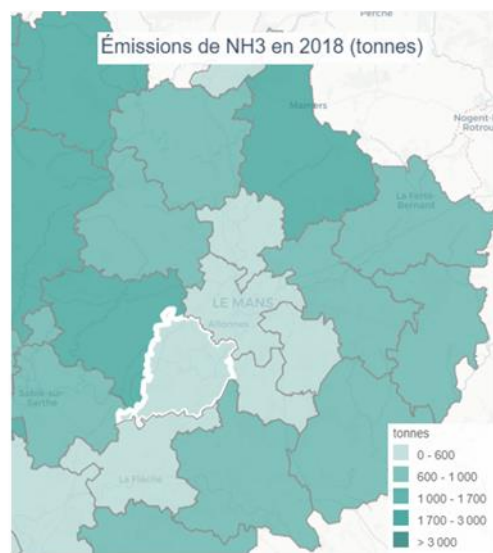 Émissions de NH3 en 2018 (tonnes)
Perche
Mamers
Nogent-l
Rotrou
La Ferté-
Bernard
LE MANS
Allonnes
Sablé-sur-
Sarthe
La Flèche
tonnes
0 - 600
600 - 1 000
1 000 - 1 700
1 700 - 3 000
> 3 000